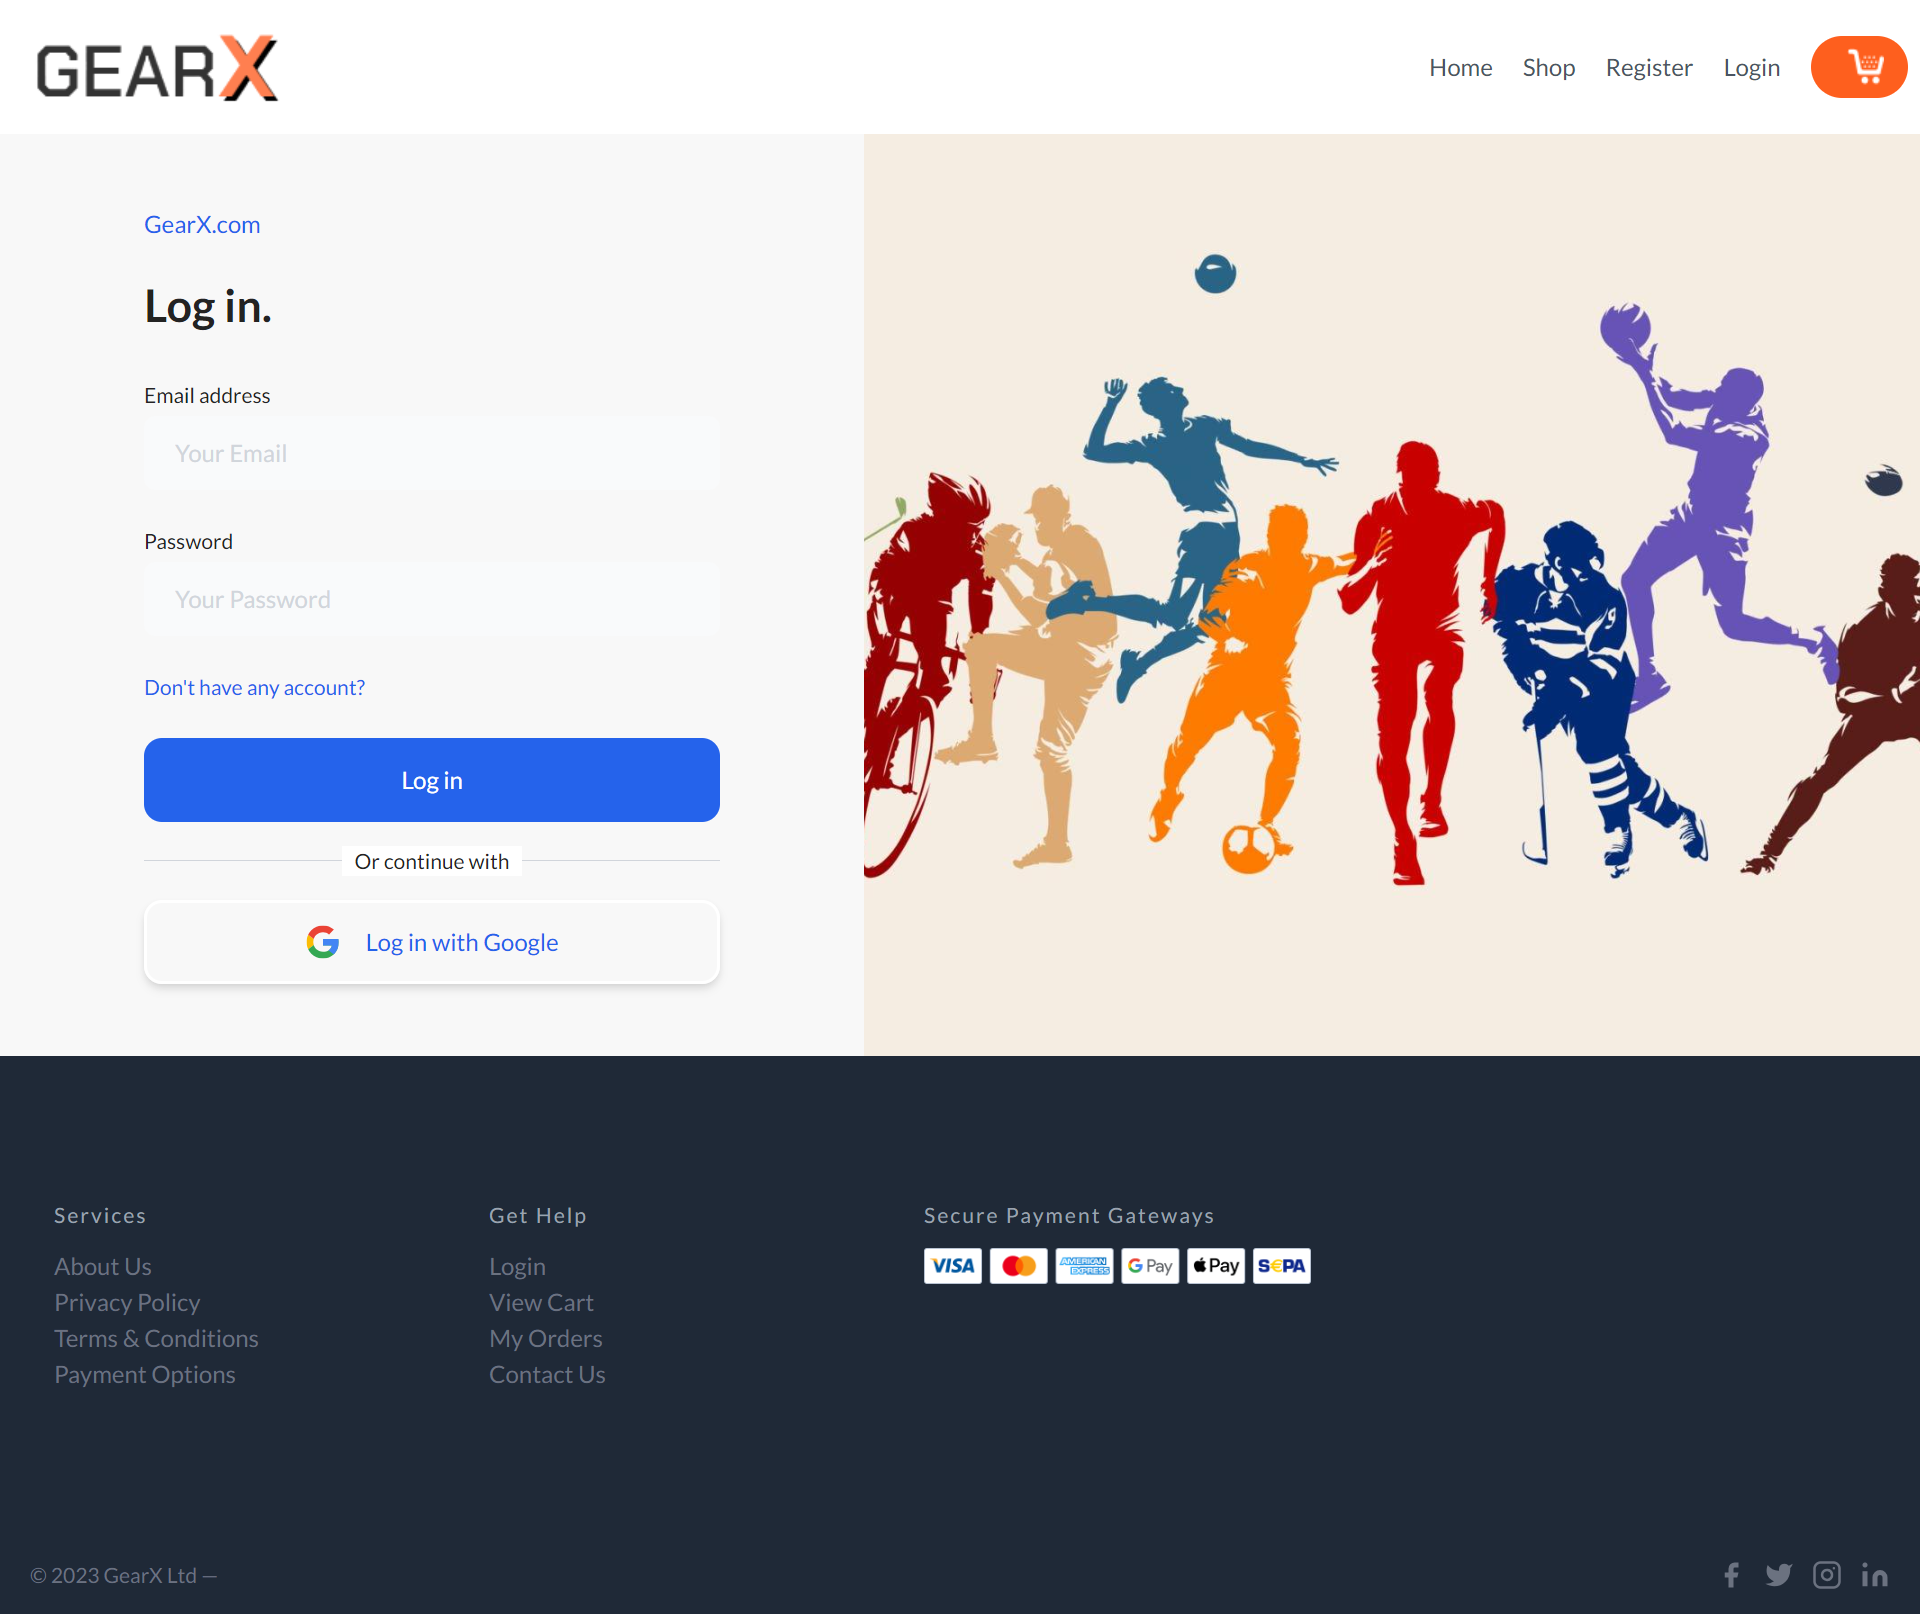 GEARX
Home Shop Register Login
GearX.com
Log in.
Email address
Your Email
Password
Your Password
Don't have any account?
Log in
Or continue with
Log in with Google
Services
About Us
Privacy Policy
Terms & Conditions
Payment Options
Get Help
Login
View Cart
My Orders
Contact Us
Secure Payment Gateways
VISA AMERICAN EXPRESS G Pay Pay S€PA
© 2023 GearX Ltd —